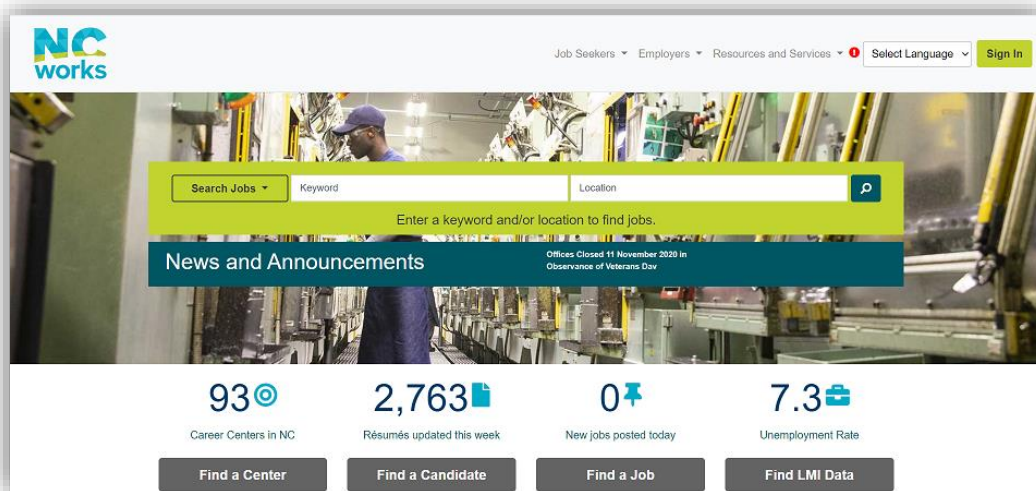 NC
works
Job Seekers Employers Resources and Services Select Language Sign In
Search Jobs Keyword Location
Enter a keyword and/or location to find jobs.
News and Announcements
Offices Closed 11 November 2020 in
Observance of Veterans Day
93 2,763 0 7.3
Career Centers in NC Résumés updated this week New jobs posted today Unemployment Rate
Find a Center Find a Candidate Find a Job Find LMI Data